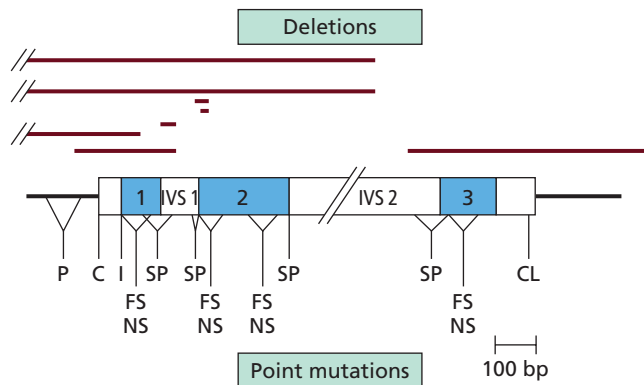 Deletions
1 IVS 1 2 IVS 2 3
P C I SP SP SP SP CL
FS FS FS FS
NS NS NS NS
100 bp
Point mutations